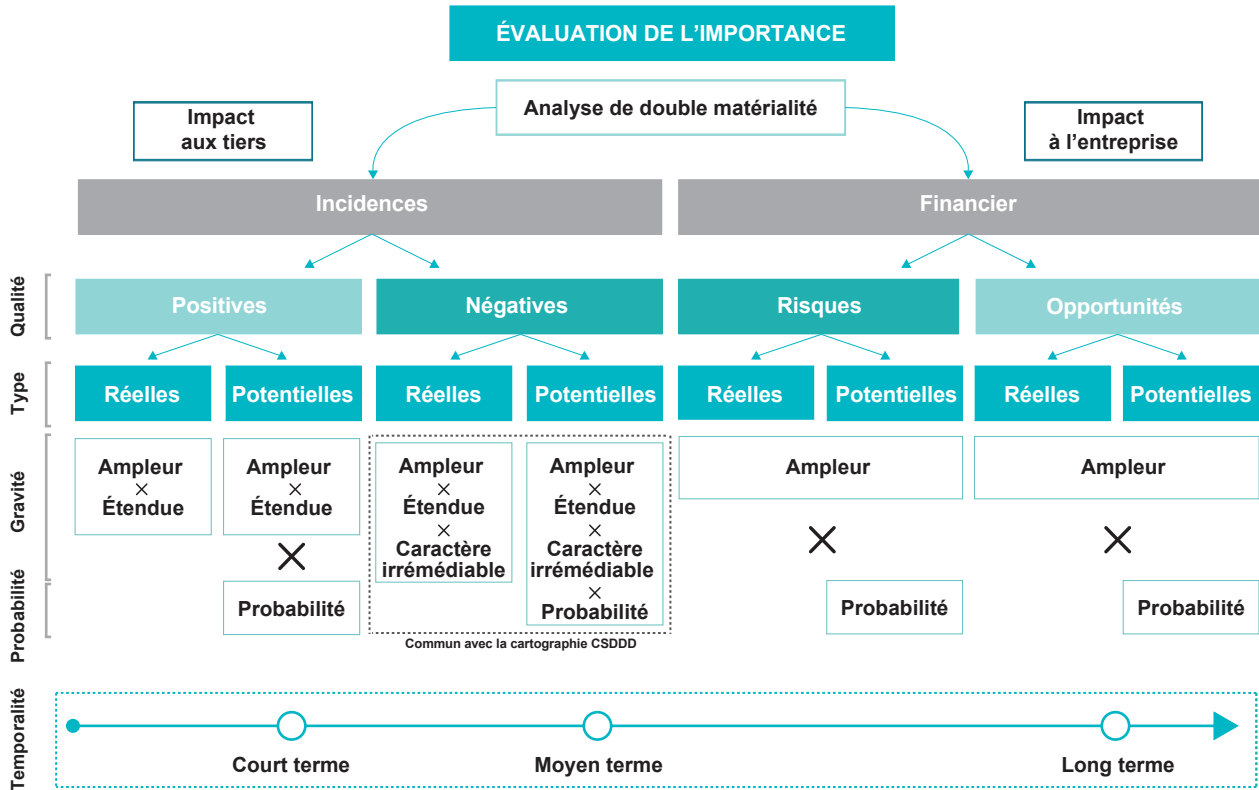 ÉVALUATION DE L'IMPORTANCE
Analyse de double matérialité
Impact
aux tiers
Impact
à l'entreprise
Incidences
Financier
Qualité
Positives
Négatives
Risques
Opportunités
Type
Réelles
Potentielles
Réelles
Potentielles
Réelles
Potentielles
Réelles
Potentielles
Gravité
Ampleur
×
Étendue
Ampleur
×
Étendue
×
Probabilité
Ampleur
×
Étendue
×
Caractère
irrémédiable
Ampleur
×
Étendue
×
Caractère
irrémédiable
×
Probabilité
Ampleur
×
Probabilité
Ampleur
×
Probabilité
Probabilité
Commun avec la cartographie CSDDD
Temporalité
Court terme
Moyen terme
Long terme